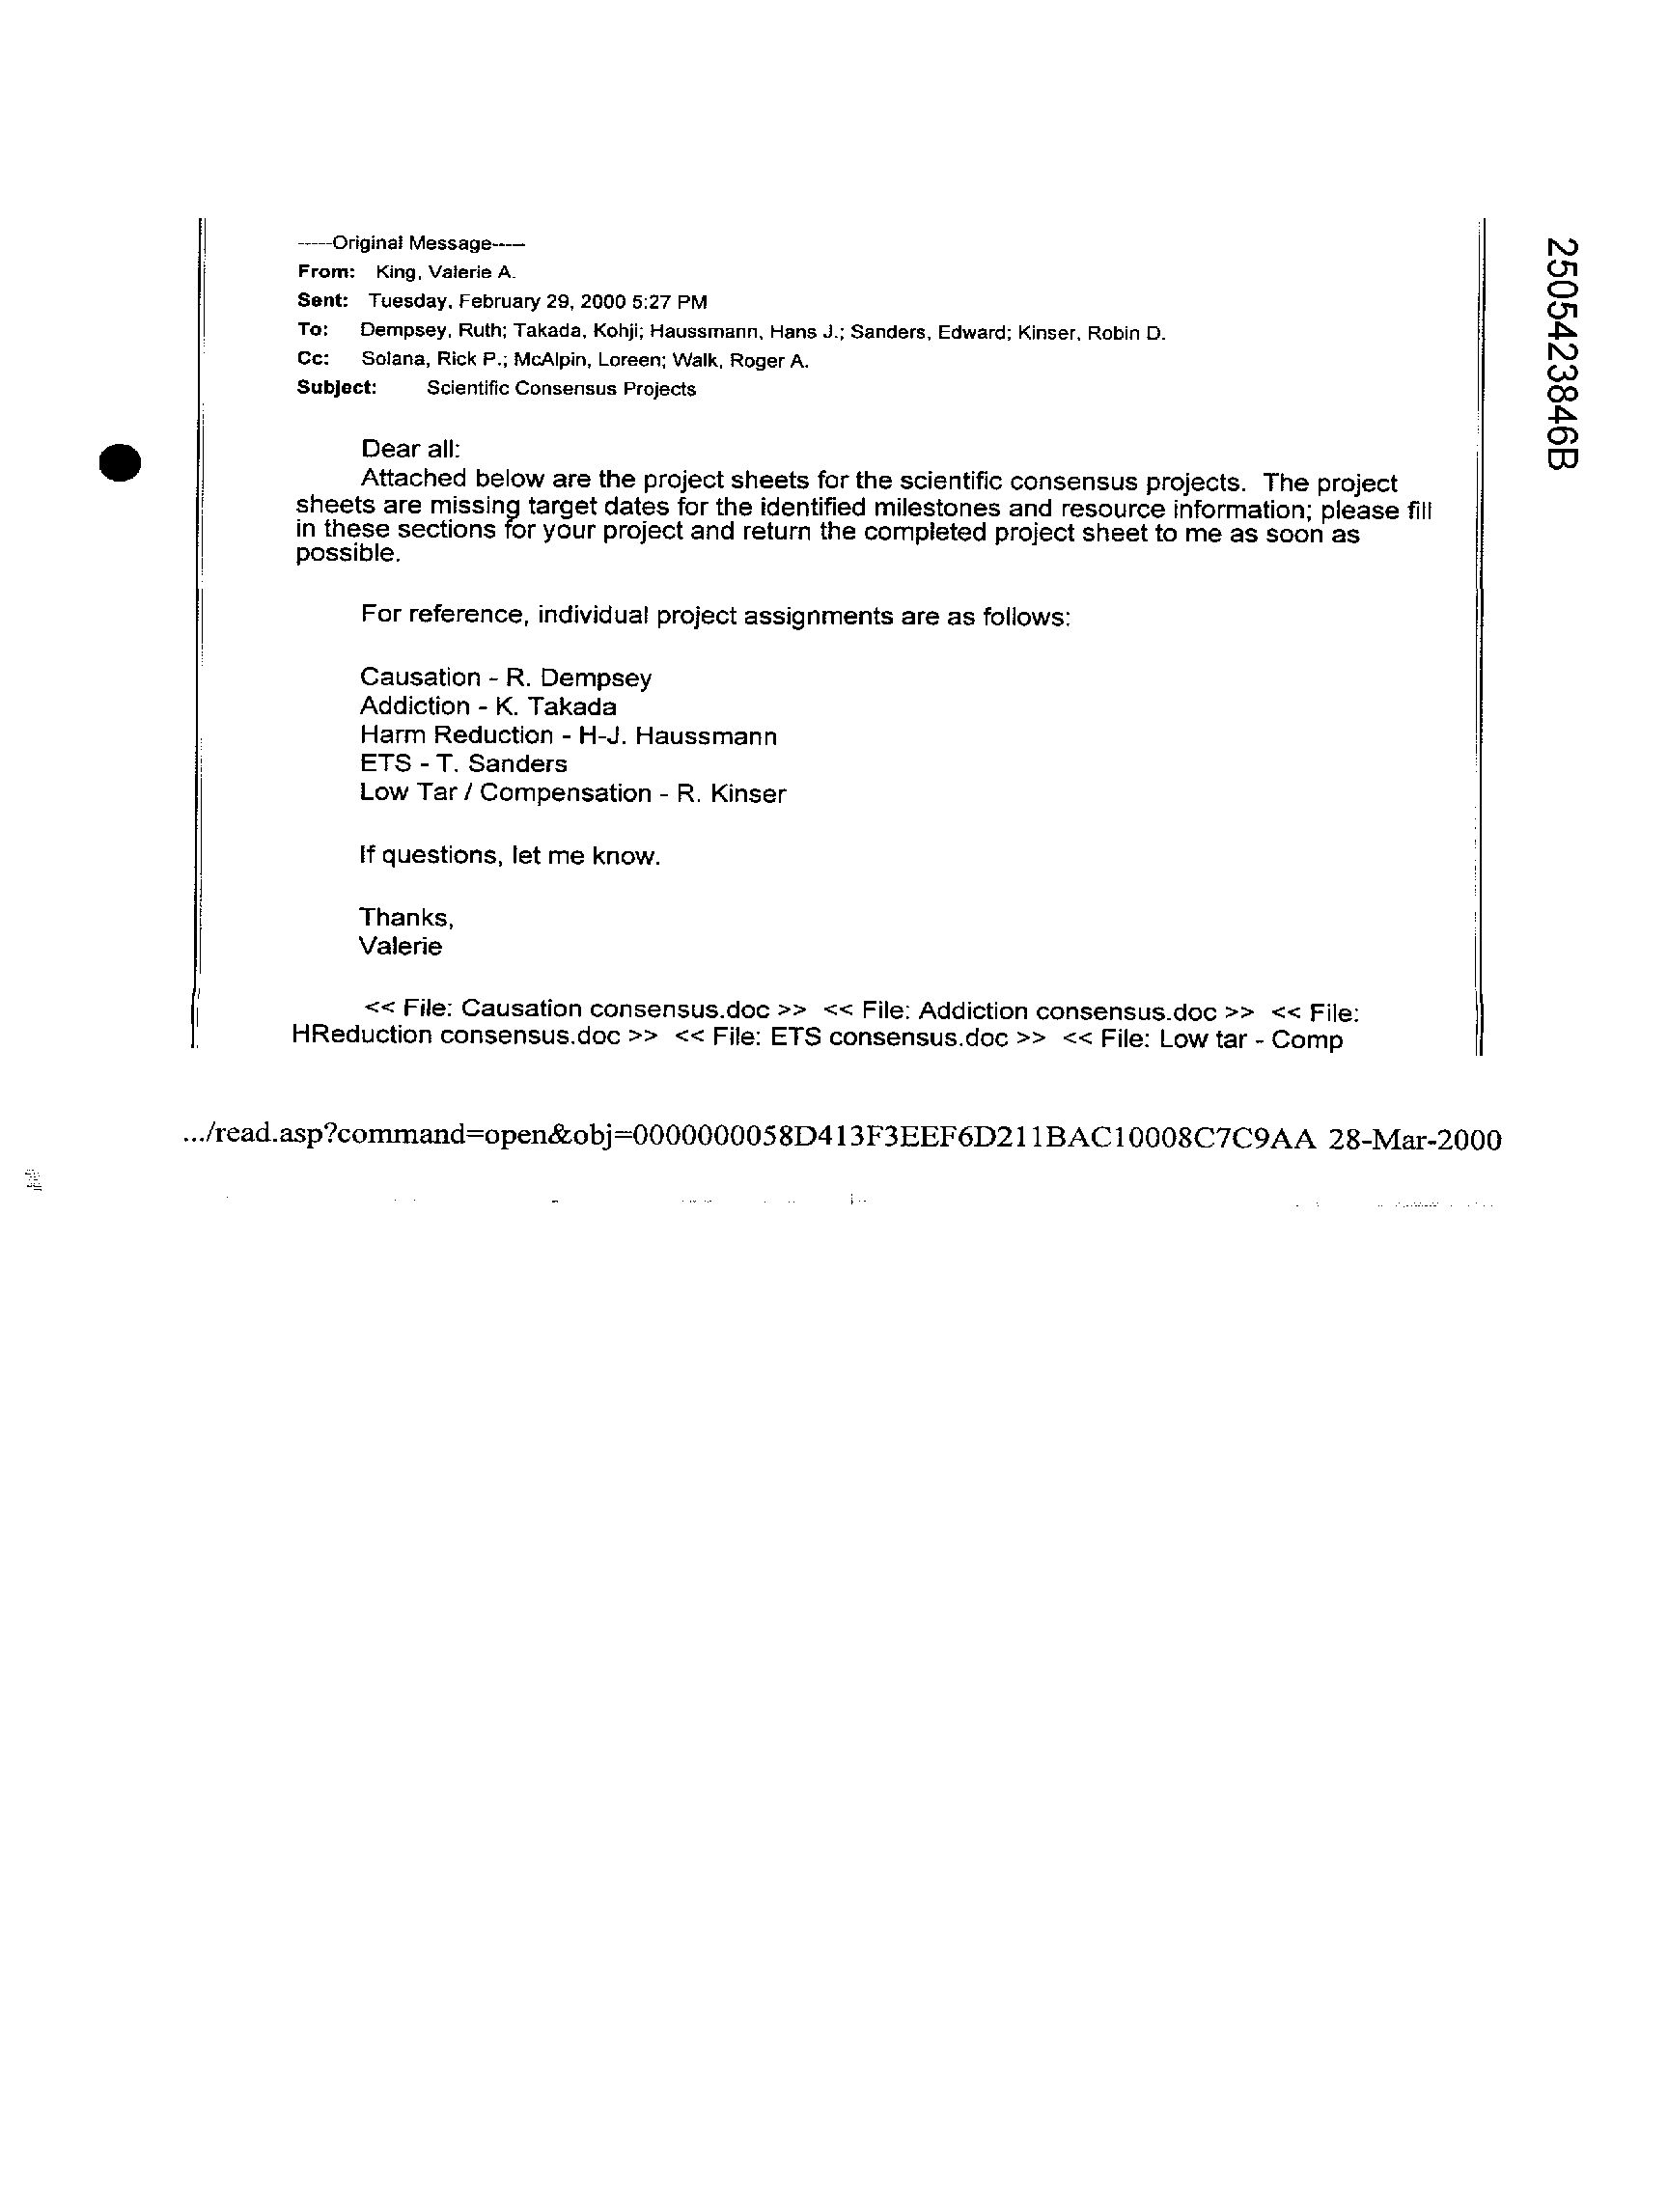 -----Original Message-----
From: King, Valerie A.
Sent: Tuesday, February 29, 2000 5:27 PM
To: Dempsey, Ruth; Takada, Kohji; Haussmann, Hans J.; Sanders, Edward; Kinser, Robin D.
Cc: Solana, Rick P.; McAlpin, Loreen; Walk, Roger A.
Subject: Scientific Consensus Projects
Dear all:
Attached below are the project sheets for the scientific consensus projects. The project
sheets are missing target dates for the identified milestones and resource information; please fill
in these sections for your project and return the completed project sheet to me as soon as
possible.
For reference, individual project assignments are as follows:
Causation - R. Dempsey
Addiction - K. Takada
Harm Reduction - H-J. Haussmann
ETS - T. Sanders
Low Tar / Compensation - R. Kinser
If questions, let me know.
Thanks,
Valerie
<< File: Causation consensus.doc >> << File: Addiction consensus.doc >> << File:
HReduction consensus.doc >> << File: ETS consensus.doc >> << File: Low tar - Comp
.../read.asp?command=open&obj=0000000058D413F3EEF6D211BAC10008C7C9AA 28-Mar-2000
2505423846B